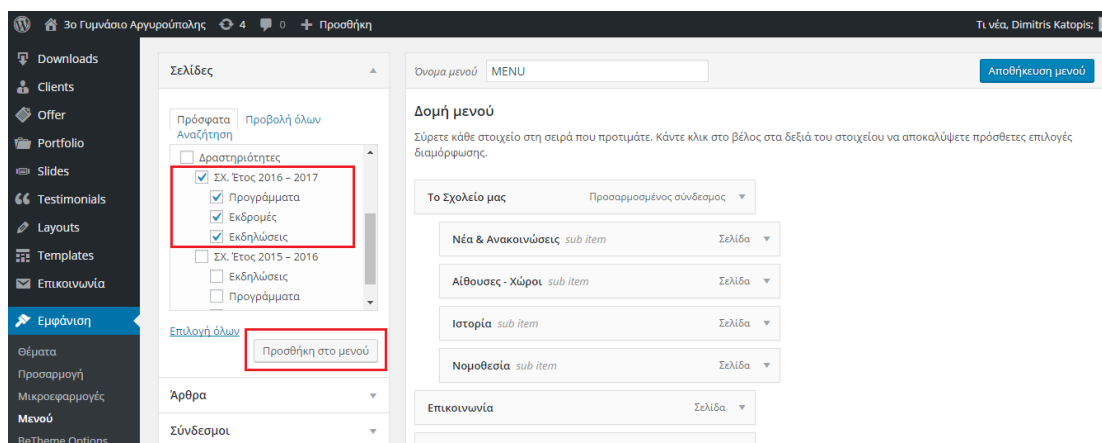 3ο Γυμνάσιο Αργυρούπολης 4 0 + Προσθήκη Τι νέα, Dimitris Katopis;
Downloads
Clients
Offer
Portfolio
Slides
Testimonials
Layouts
Templates
Επικοινωνία
Εμφάνιση
Θέματα
Προσαρμογή
Μικροεφαρμογές
Μενού
BeTheme Options
Σελίδες
Πρόσφατα Προβολή όλων
Αναζήτηση
Δραστηριότητες
ΣΧ. Έτος 2016 – 2017
Προγράμματα
Εκδρομές
Εκδηλώσεις
ΣΧ. Έτος 2015 – 2016
Εκδηλώσεις
Προγράμματα
Επιλογή όλων
Προσθήκη στο μενού
Άρθρα
Σύνδεσμοι
Όνομα μενού MENU Αποθήκευση μενού
Δομή μενού
Σύρετε κάθε στοιχείο στη σειρά που προτιμάτε. Κάντε κλικ στο βέλος στα δεξιά του στοιχείου να αποκαλύψετε πρόσθετες επιλογές
διαμόρφωσης.
Το Σχολείο μας Προσαρμοσμένος σύνδεσμος
Νέα & Ανακοινώσεις sub item Σελίδα
Αίθουσες - Χώροι sub item Σελίδα
Ιστορία sub item Σελίδα
Νομοθεσία sub item Σελίδα
Επικοινωνία Σελίδα